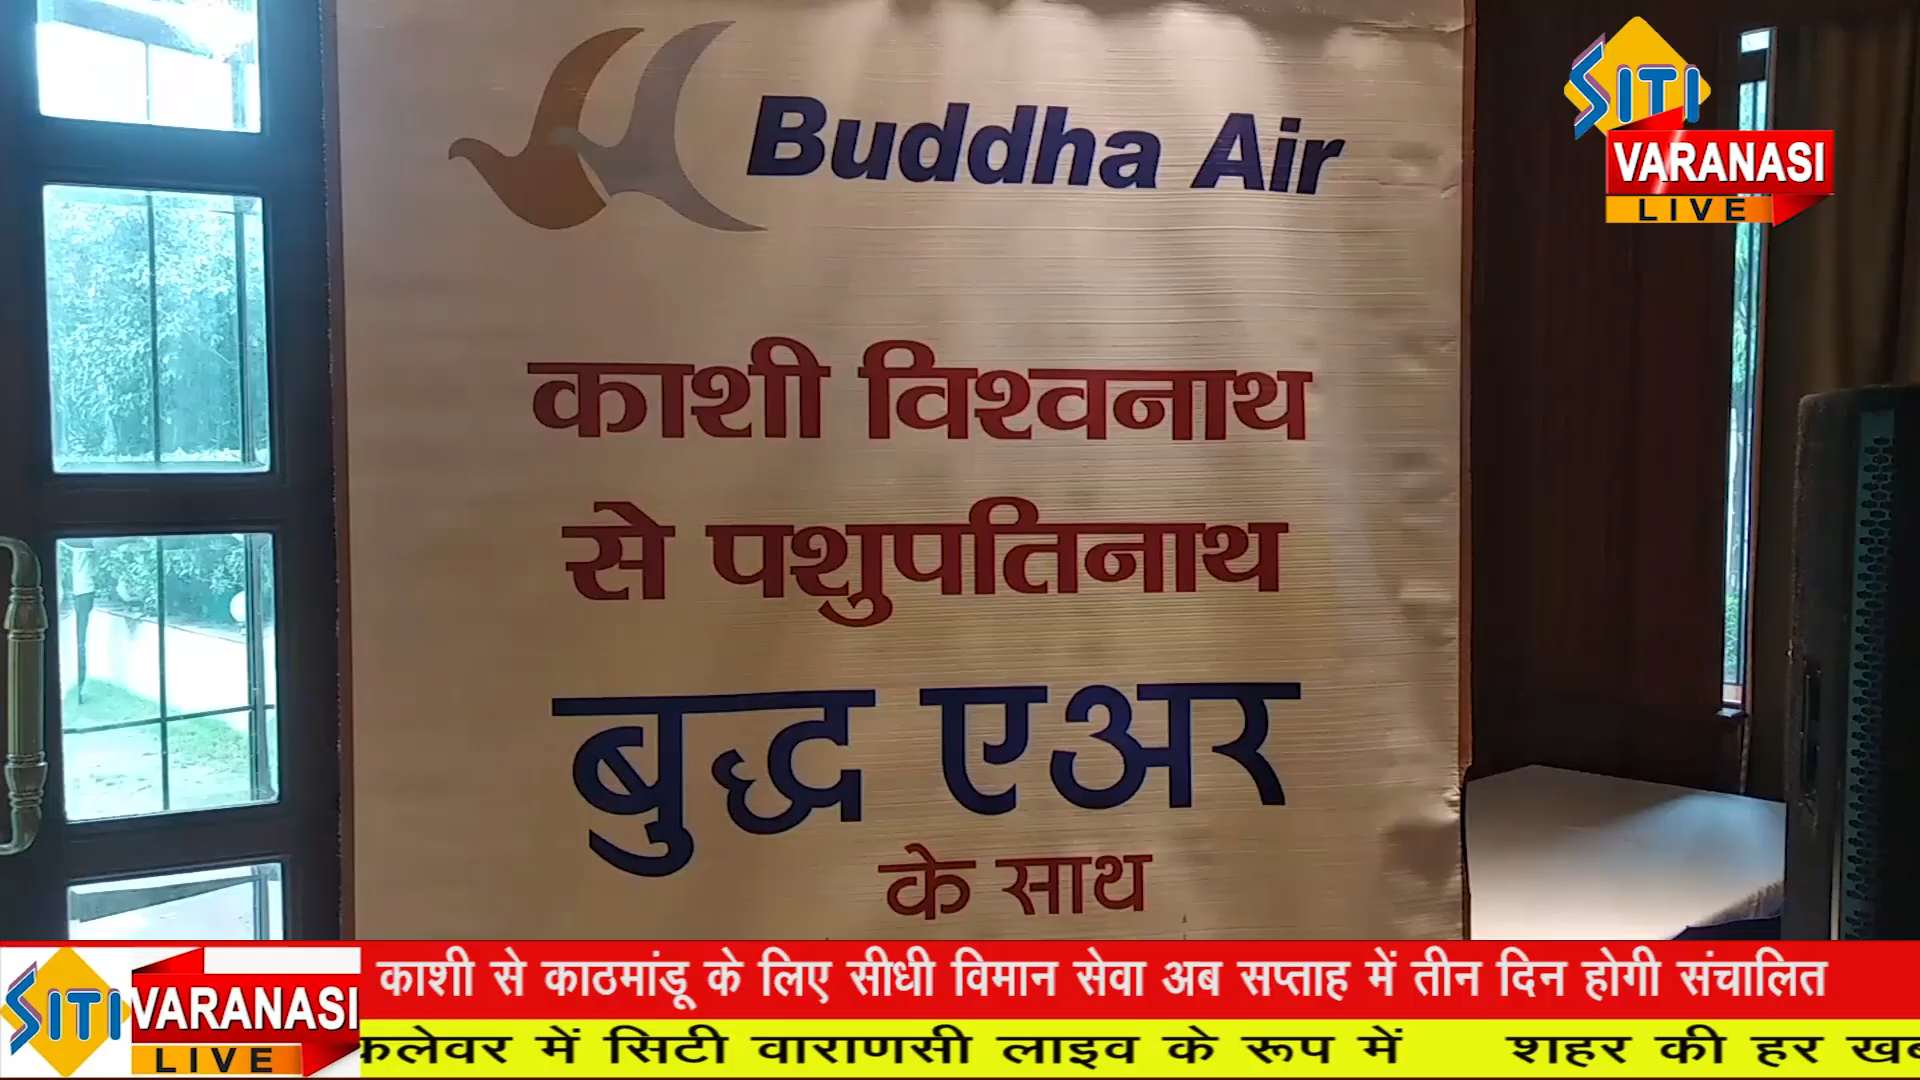 Buddha Air
SITI
VARANASI
LIVE
काशी विश्वनाथ
से पशुपतिनाथ
बुद्ध एअर
के साथ
काशी से काठमांडू के लिए सीधी विमान सेवा अब सप्ताह में तीन दिन होगी संचालित
SITI
VARANASI
LIVE
कलेवर में सिटी वाराणसी लाइव के रूप में शहर की हर